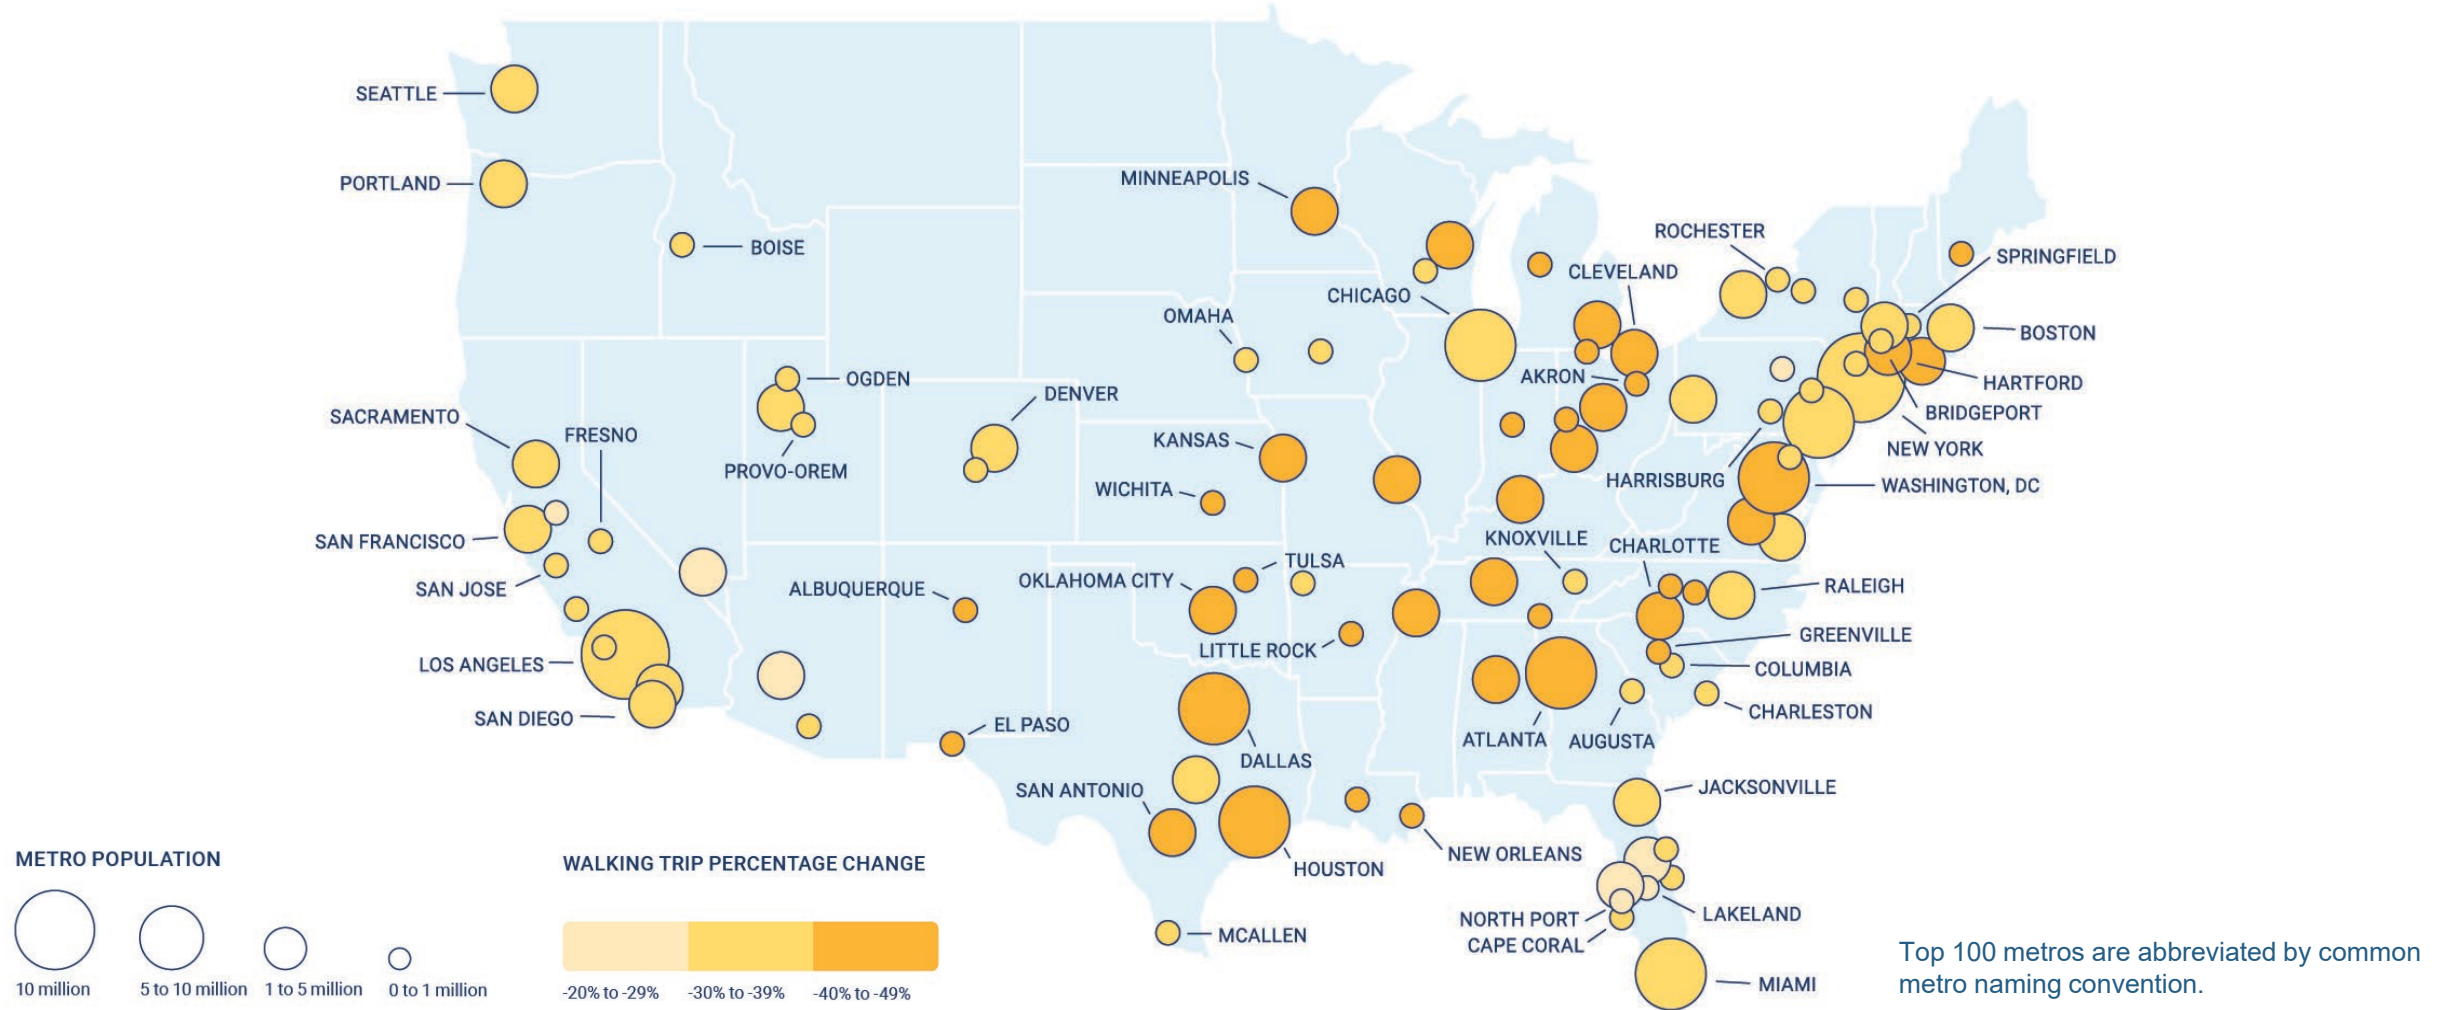 SEATTLE
PORTLAND
BOISE
MINNEAPOLIS
ROCHESTER
SPRINGFIELD
CLEVELAND
CHICAGO
OMAHA
BOSTON
AKRON
OGDEN
DENVER
HARTFORD
SACRAMENTO
FRESNO
BRIDGEPORT
KANSAS
NEW YORK
PROVO-OREM
HARRISBURG
WASHINGTON, DC
WICHITA
SAN FRANCISCO
KNOXVILLE
CHARLOTTE
TULSA
OKLAHOMA CITY
ALBUQUERQUE
SAN JOSE
RALEIGH
GREENVILLE
LITTLE ROCK
LOS ANGELES
COLUMBIA
CHARLESTON
SAN DIEGO
EL PASO
ATLANTA
AUGUSTA
DALLAS
SAN ANTONIO
JACKSONVILLE
NEW ORLEANS
HOUSTON
LAKELAND
NORTH PORT
CAPE CORAL
MCALLEN
MIAMI
METRO POPULATION
10 million
5 to 10 million
1 to 5 million
0 to 1 million
WALKING TRIP PERCENTAGE CHANGE
-20% to -29%
-30% to -39%
-40% to -49%
Top 100 metros are abbreviated by common
metro naming convention.